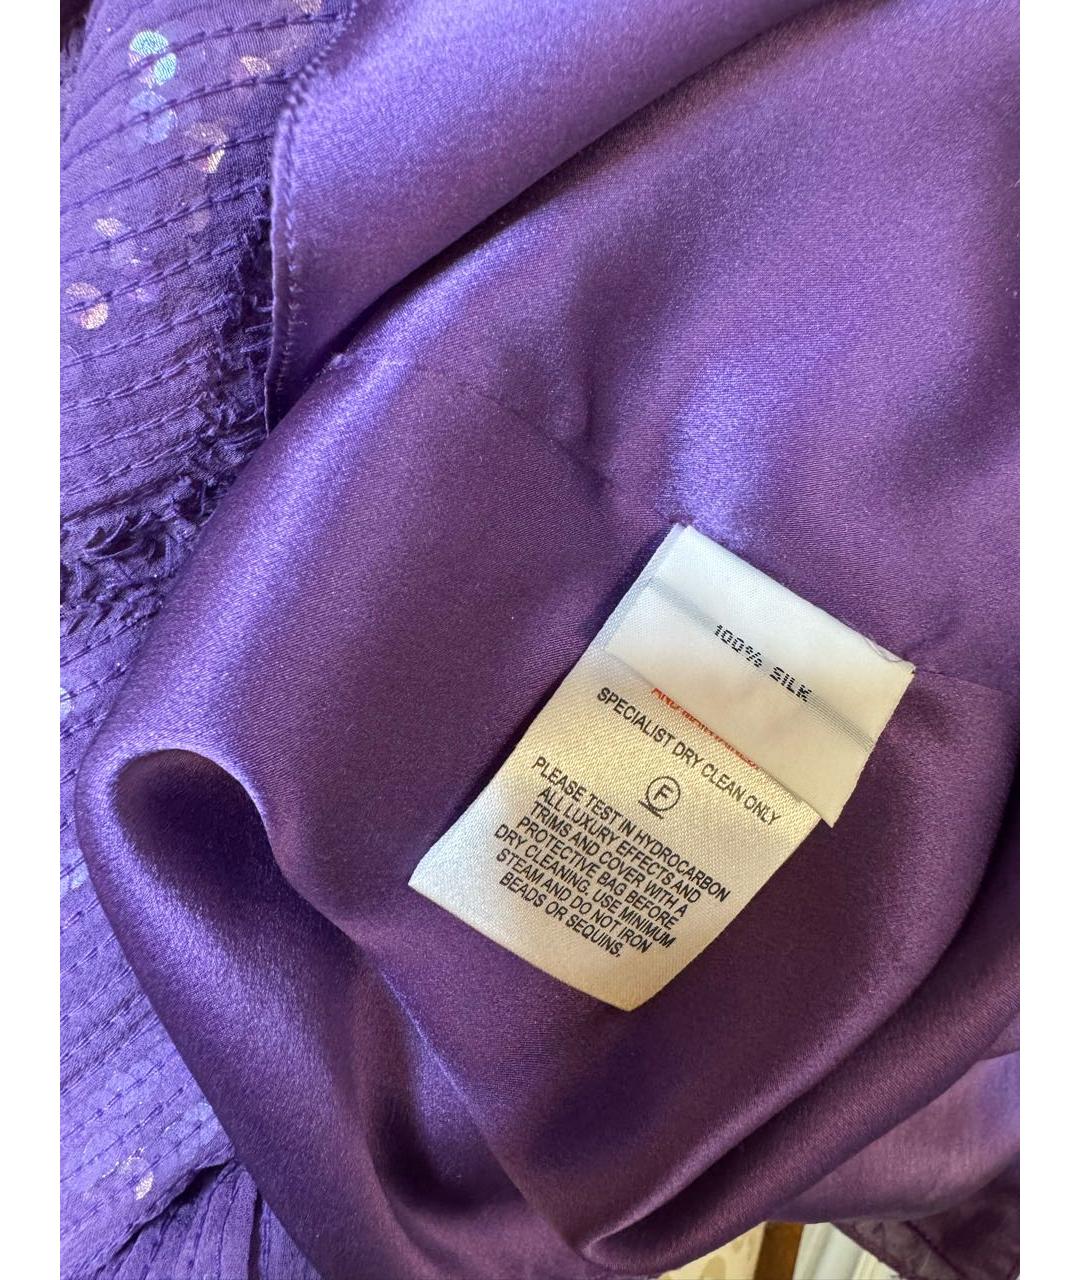 100% SILK
SPECIALIST DRY CLEAN ONLY
F
PLEASE TEST IN HYDROCARBON
ALL LUXURY EFFECTS AND
TRIMS AND COVER WITH A
PROTECTIVE BAG BEFORE
DRY CLEANING. USE MINIMUM
STEAM AND DO NOT IRON
BEADS OR SEQUINS.